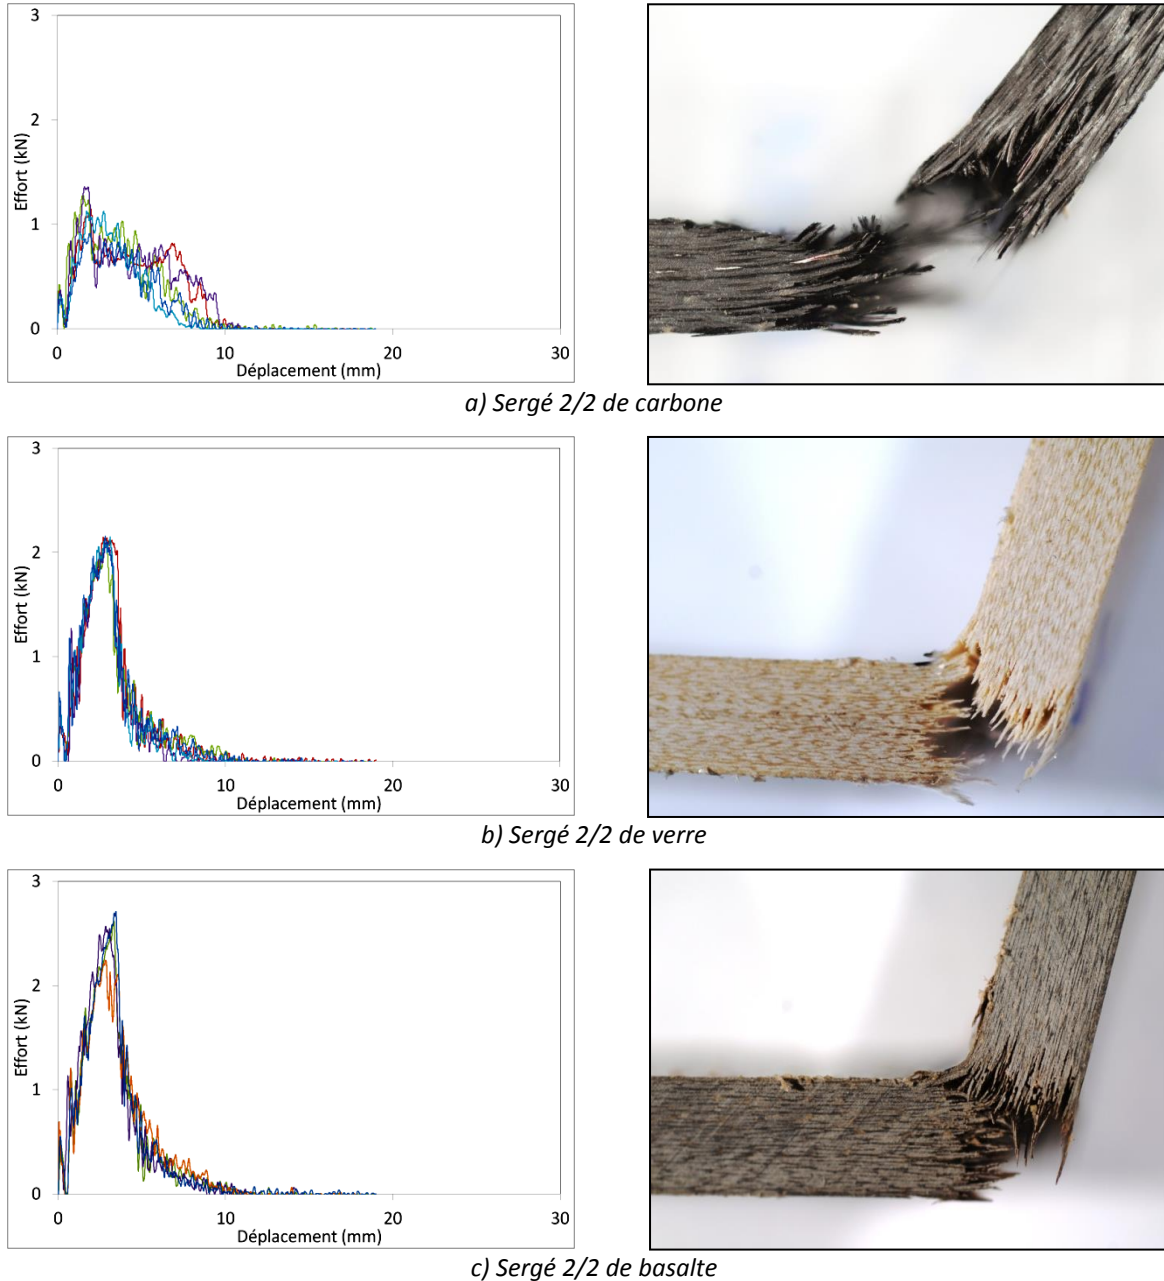 3
2
1
0
Effort (kN)
0 10 20 30
Déplacement (mm)
a) Sergé 2/2 de carbone
3
2
1
0
Effort (kN)
0 10 20 30
Déplacement (mm)
b) Sergé 2/2 de verre
3
2
1
0
Effort (kN)
0 10 20 30
Déplacement (mm)
c) Sergé 2/2 de basalte